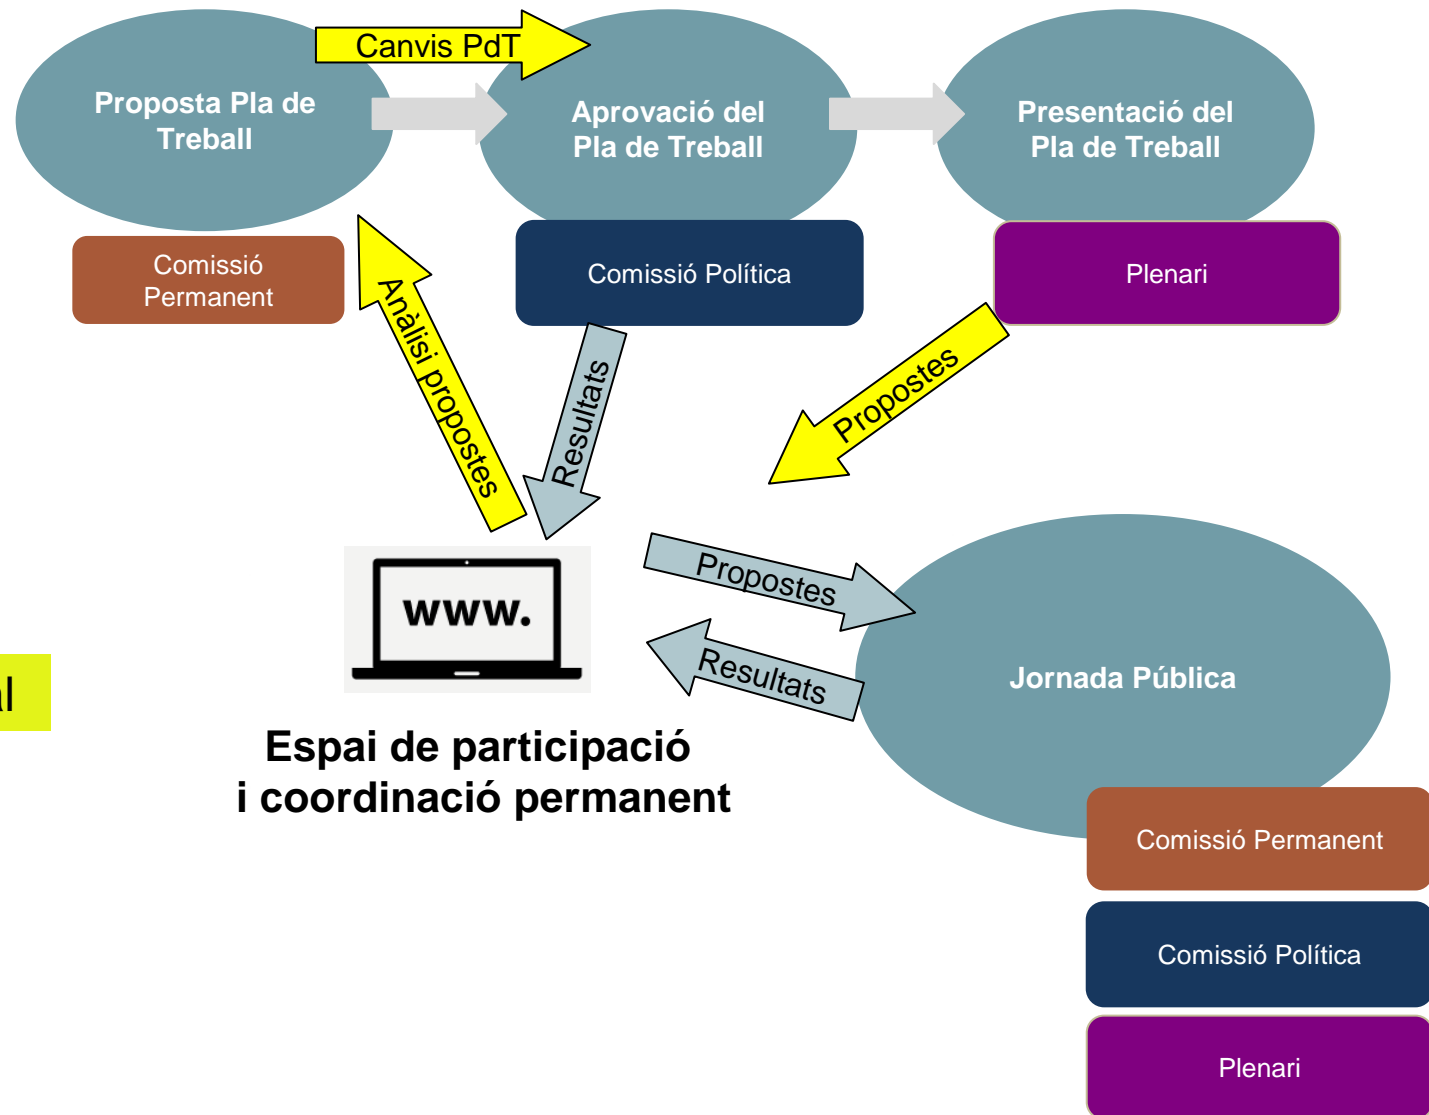 Canvis PdT
Proposta Pla de
Treball
Aprovació del
Pla de Treball
Presentació del
Pla de Treball
Comissió
Permanent
Comissió Política
Plenari
Anàlisi propostes
Resultats
Propostes
Propostes
Resultats
www.
Jornada Pública
Espai de participació
i coordinació permanent
Comissió Permanent
Comissió Política
Plenari